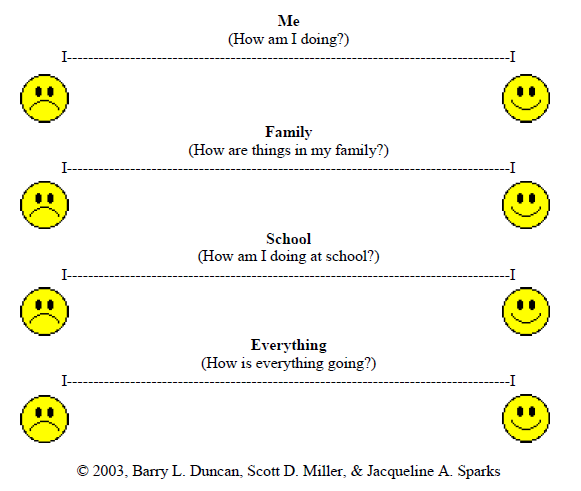 Me
(How am I doing?)
I------------------------------------------------------------------------------------I
Family
(How are things in my family?)
I------------------------------------------------------------------------------------I
School
(How am I doing at school?)
I------------------------------------------------------------------------------------I
Everything
(How is everything going?)
I------------------------------------------------------------------------------------I
© 2003, Barry L. Duncan, Scott D. Miller, & Jacqueline A. Sparks